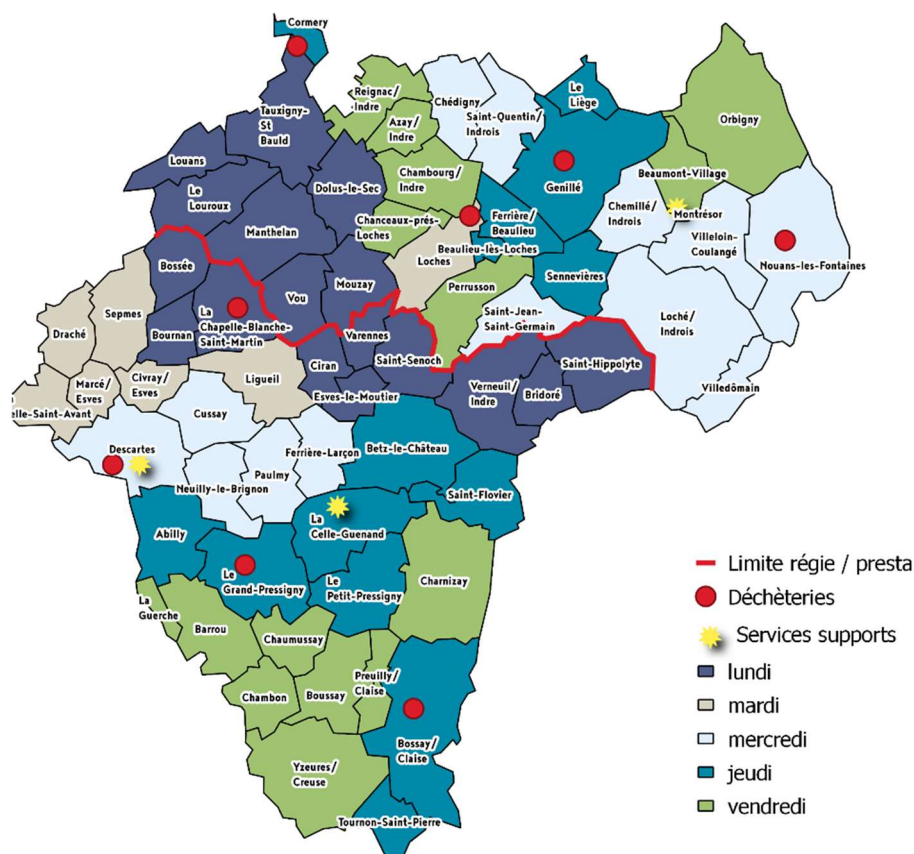 Cormery
Reignac/
Indre
Chédigny
Le
Liège
Tauxigny-
St
Bauld
Azay/
Indre
Saint-Quentin/
Indrois
Orbigny
Louans
Chambourg/
Indre
Genillé
Beaumont-Village
Dolus-le-Sec
Le
Louroux
Chemillé/
Indrois
Montrésor
Chanceaux-près-
Loches
Ferrière/
Beaulieu
Manthelan
Beaulieu-lès-Loches
Villeloin-
Coulangé
Nouans-les-Fontaines
Loches
Bossée
Sennevières
Mouzay
Perrusson
Vou
Sepmes
La
Chapelle-Blanche-
Saint-Martin
Saint-Jean-
Saint-Germain
Loché/
Indrois
Draché
Bournan
Varennes
Saint-Senoch
Saint-Hippolyte
Ciran
Ligueil
Civray/
Esves
Marcé/
Esves
Verneuil/
Indre
Bridoré
Villedômain
Esves-le-Moutier
elle-Saint-Avant
Cussay
Descartes
Betz-le-Château
Ferrière-Larçon
Paulmy
Neuilly-le-Brignon
Saint-Flovier
La
Celle-Guenand
Abilly
Le
Grand-Pressigny
Le
Petit-Pressigny
Charnizay
La
Guerche
Barrou
Chaumussay
Preuilly/
Claise
Chambon
Boussay
Bossay/
Claise
Yzeures/
Creuse
Tournon-Saint-Pierre
Limite régie / presta
Déchèteries
Services supports
lundi
mardi
mercredi
jeudi
vendredi